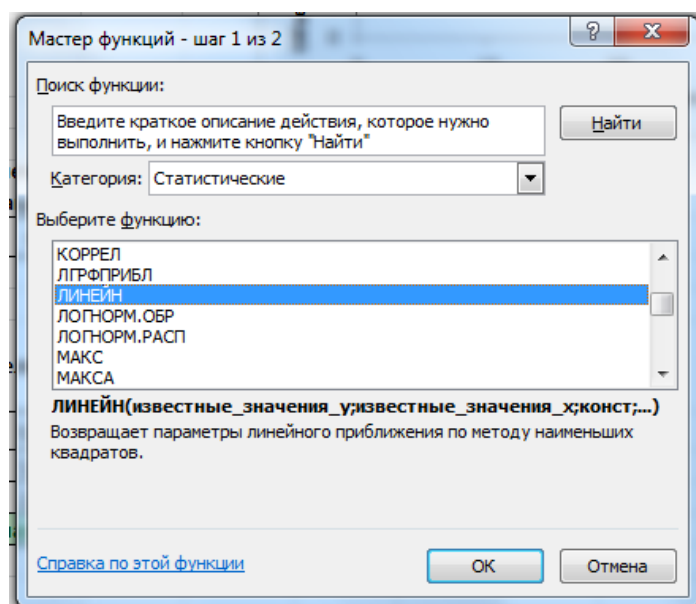 Мастер функций - шаг 1 из 2
Поиск функции:
Введите краткое описание действия, которое нужно
выполнить, и нажмите кнопку "Найти"
Найти
Категория: Статистические
Выберите функцию:
КОРРЕЛ
ЛГРФПРИБЛ
ЛИНЕЙН
ЛОГНОРМ.ОБР
ЛОГНОРМ.РАСП
МАКС
МАКСА
ЛИНЕЙН(известные_значения_y;известные_значения_x;конст;...)
Возвращает параметры линейного приближения по методу наименьших
квадратов.
Справка по этой функции
ОК
Отмена